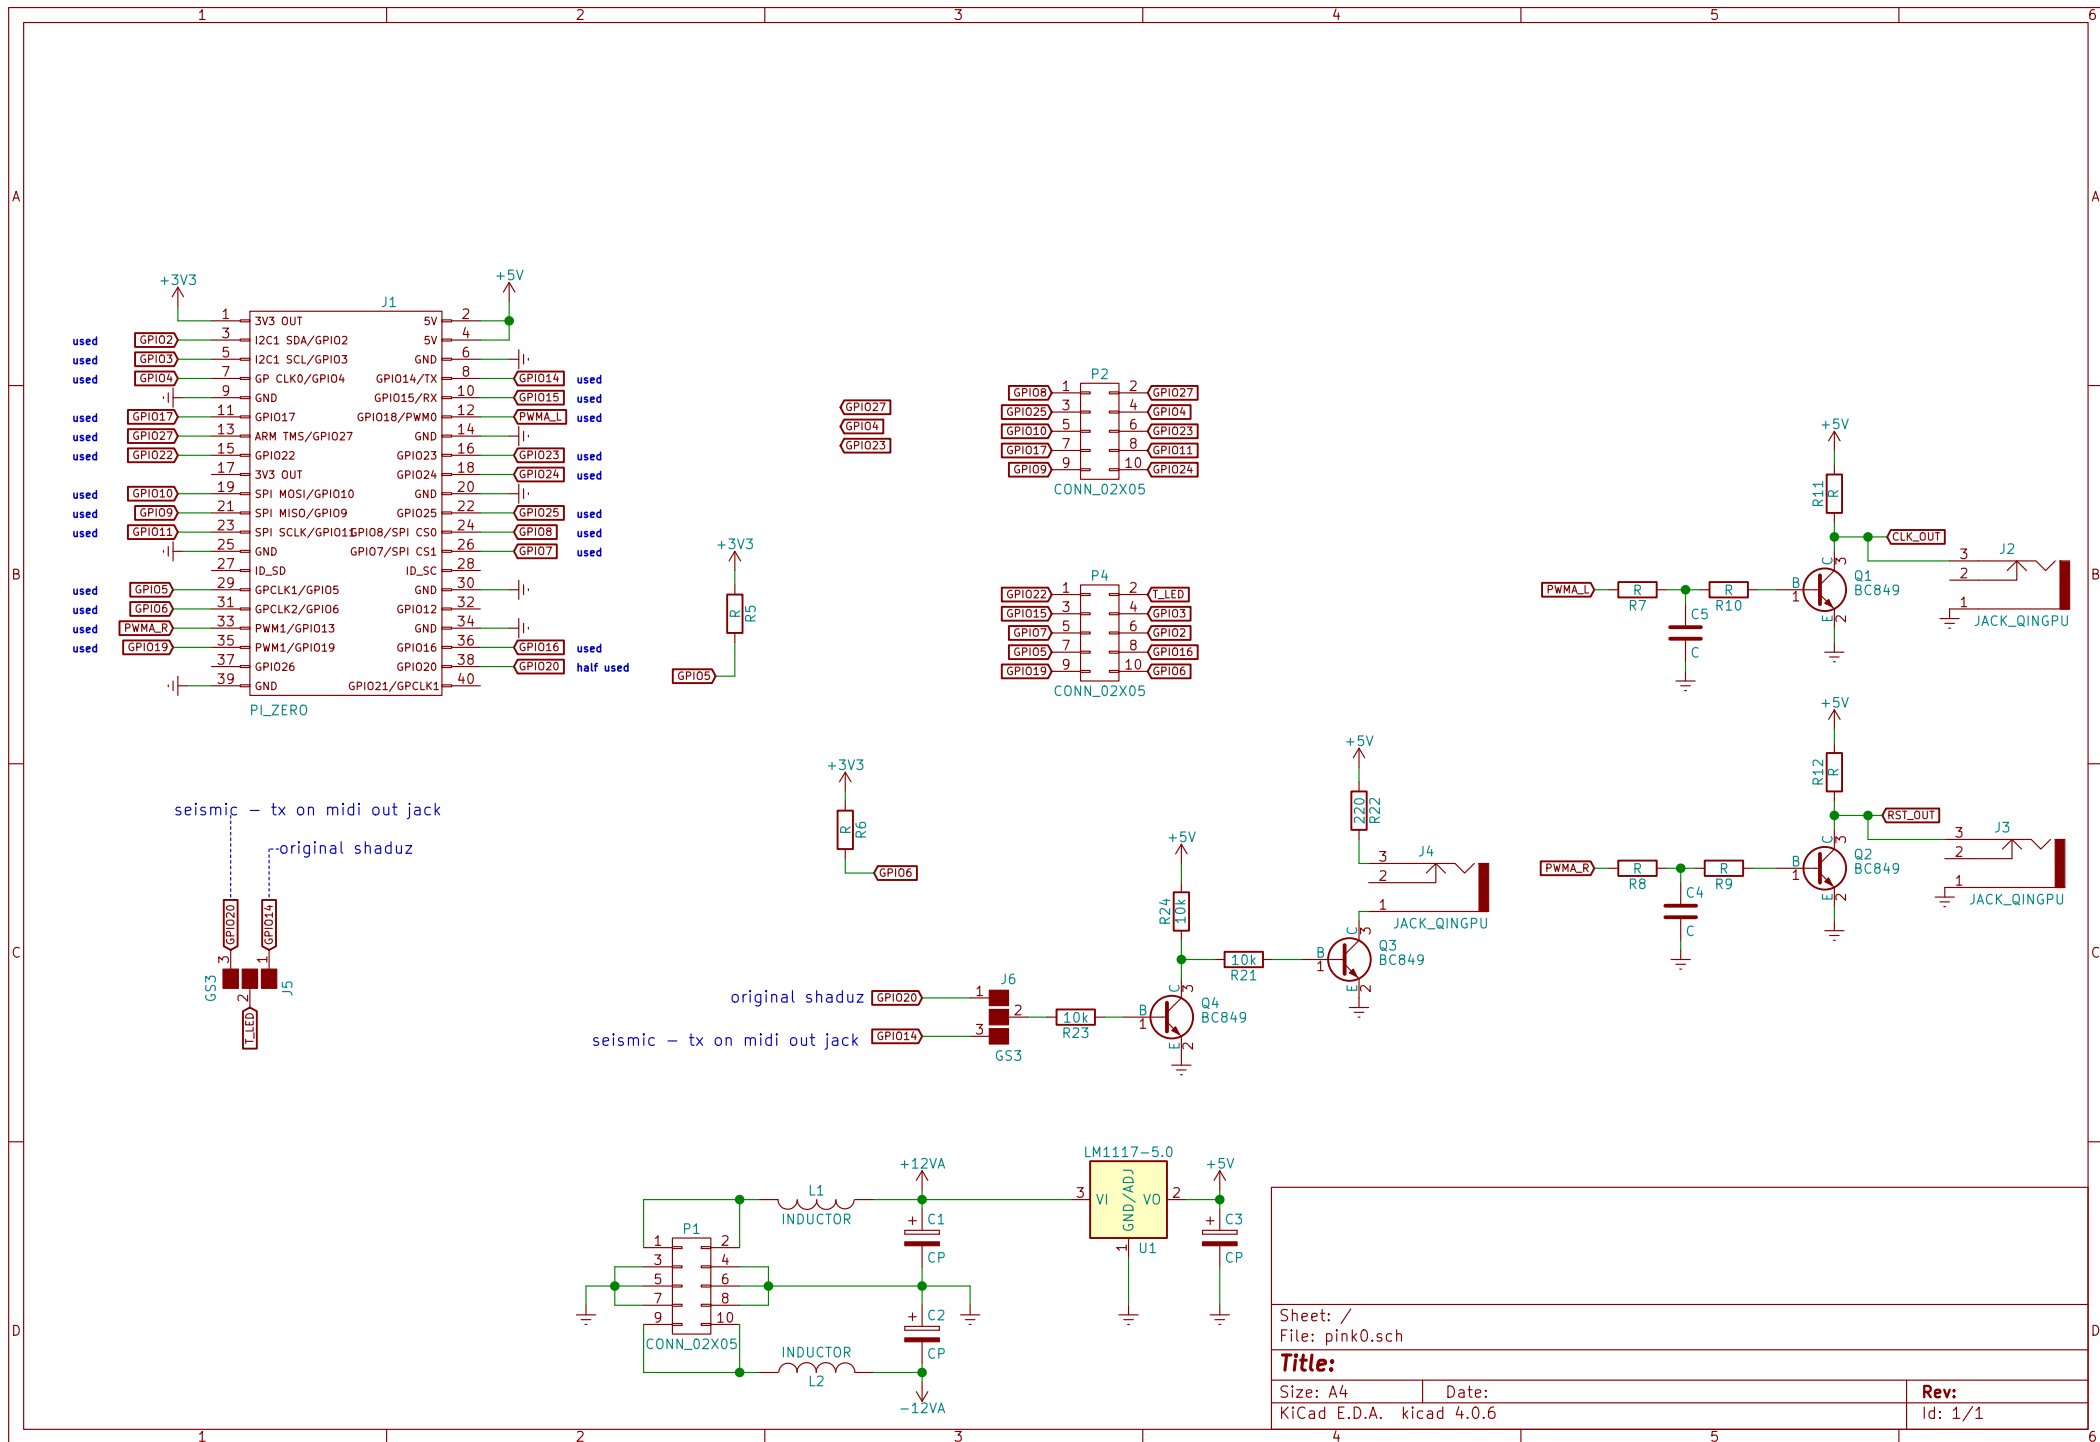 1 2 3 4 5 6
A A
B B
C C
D D
+3V3
+5V
J1
1 3V3 OUT 5V 2
used GPIO2 3 I2C1 SDA/GPIO2 5V 4
used GPIO3 5 I2C1 SCL/GPIO3 GND 6
used GPIO4 7 GP CLK0/GPIO4 GPIO14/TX 8 GPIO14 used
9 GND GPIO15/RX 10 GPIO15 used
used GPIO17 11 GPIO17 GPIO18/PWM0 12 PWMA_L used
used GPIO27 13 ARM TMS/GPIO27 GND 14
used GPIO22 15 GPIO22 GPIO23 16 GPIO23 used
17 3V3 OUT GPIO24 18 GPIO24 used
used GPIO10 19 SPI MOSI/GPIO10 GND 20
used GPIO9 21 SPI MISO/GPIO9 GPIO25 22 GPIO25 used
used GPIO11 23 SPI SCLK/GPIO11 GPIO8/SPI CS0 24 GPIO8 used
25 GND GPIO7/SPI CS1 26 GPIO7 used
27 ID_SD ID_SC 28
used GPIO5 29 GPCLK1/GPIO5 GND 30
used GPIO6 31 GPCLK2/GPIO6 GPIO12 32
used PWMA_R 33 PWM1/GPIO13 GND 34
used GPIO19 35 PWM1/GPIO19 GPIO16 36 GPIO16 used
37 GPIO26 GPIO20 38 GPIO20 half used
39 GND GPIO21/GPCLK1 40
PI_ZERO
+3V3
R
R5
GPIO5
GPIO27
GPIO4
GPIO23
P2
GPIO8 1 2 GPIO27
GPIO25 3 4 GPIO4
GPIO10 5 6 GPIO23
GPIO17 7 8 GPIO11
GPIO9 9 10 GPIO24
CONN_02X05
P4
GPIO22 1 2 T_LED
GPIO15 3 4 GPIO3
GPIO7 5 6 GPIO2
GPIO5 7 8 GPIO16
GPIO19 9 10 GPIO6
CONN_02X05
+5V
R11
R
CLK_OUT
PWMA_L
R
R7
C5
C
R
R10
B
1
C
3
E
2
Q1
BC849
J2
3
2
1
JACK_QINGPU
+5V
R12
R
RST_OUT
PWMA_R
R
R8
C4
C
R
R9
B
1
C
3
E
2
Q2
BC849
J3
3
2
1
JACK_QINGPU
seismic - tx on midi out jack
original shaduz
GPIO20
GPIO14
3
1
GS3
J5
2
T_LED
+3V3
R
R6
GPIO6
+5V
220
R22
J4
3
2
1
JACK_QINGPU
+5V
R24
10k
10k
R21
B
1
C
3
E
2
Q3
BC849
original shaduz GPIO20 1
J6
2
seismic - tx on midi out jack GPIO14 3
GS3
10k
R23
B
1
C
3
E
2
Q4
BC849
+12VA
L1
INDUCTOR
P1
1 2
3 4
5 6
7 8
9 10
CONN_02X05
INDUCTOR
L2
+ C1
CP
+ C2
CP
-12VA
LM1117-5.0
3 VI GND/ADJ VO 2
1
U1
+5V
+ C3
CP
Sheet: /
File: pink0.sch
Title:
Size: A4 Date: Rev:
KiCad E.D.A. kicad 4.0.6 Id: 1/1
1 2 3 4 5 6